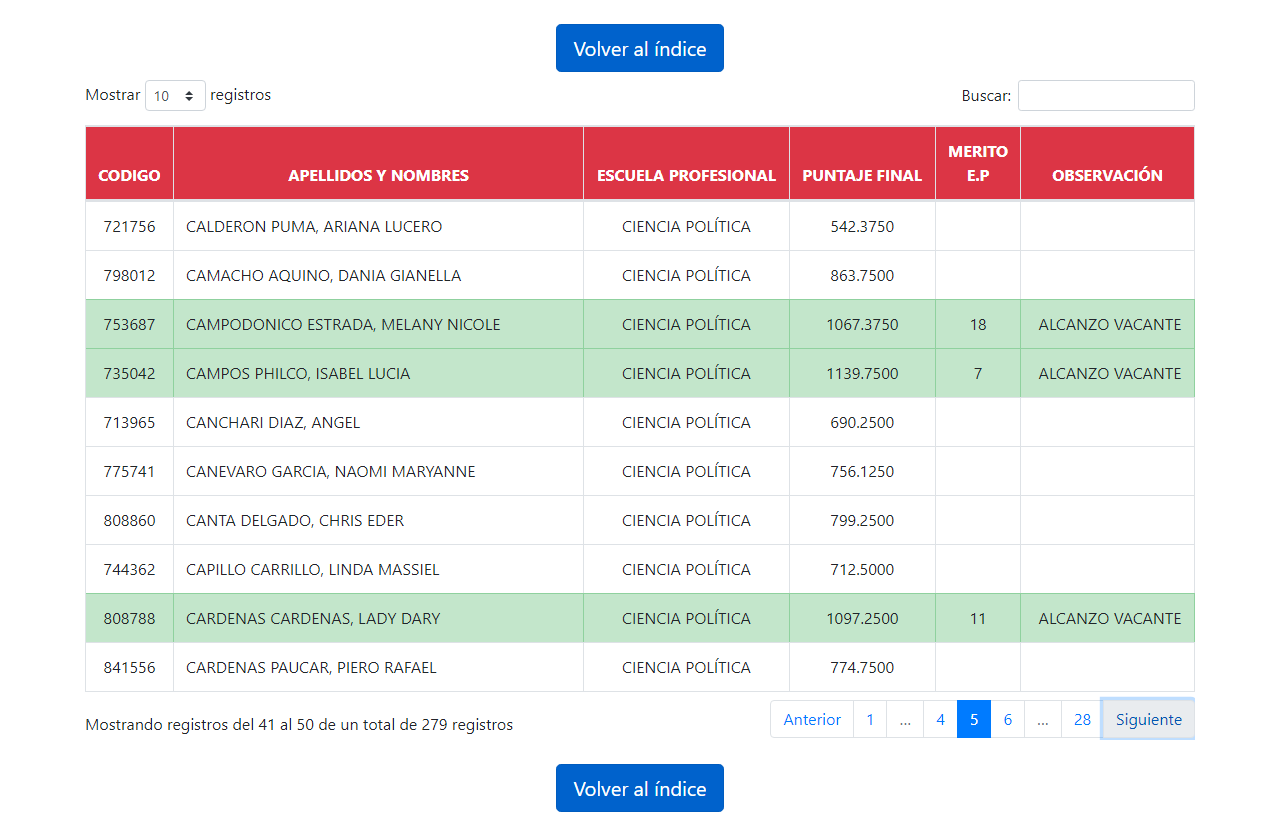 Volver al índice
Mostrar 10 registros Buscar:
CODIGO APELLIDOS Y NOMBRES ESCUELA PROFESIONAL PUNTAJE FINAL MERITO E.P OBSERVACIÓN
721756 CALDERON PUMA, ARIANA LUCERO CIENCIA POLÍTICA 542.3750
798012 CAMACHO AQUINO, DANIA GIANELLA CIENCIA POLÍTICA 863.7500
753687 CAMPODONICO ESTRADA, MELANY NICOLE CIENCIA POLÍTICA 1067.3750 18 ALCANZO VACANTE
735042 CAMPOS PHILCO, ISABEL LUCIA CIENCIA POLÍTICA 1139.7500 7 ALCANZO VACANTE
713965 CANCHARI DIAZ, ANGEL CIENCIA POLÍTICA 690.2500
775741 CANEVARO GARCIA, NAOMI MARYANNE CIENCIA POLÍTICA 756.1250
808860 CANTA DELGADO, CHRIS EDER CIENCIA POLÍTICA 799.2500
744362 CAPILLO CARRILLO, LINDA MASSIEL CIENCIA POLÍTICA 712.5000
808788 CARDENAS CARDENAS, LADY DARY CIENCIA POLÍTICA 1097.2500 11 ALCANZO VACANTE
841556 CARDENAS PAUCAR, PIERO RAFAEL CIENCIA POLÍTICA 774.7500
Mostrando registros del 41 al 50 de un total de 279 registros Anterior 1 ... 4 5 6 ... 28 Siguiente
Volver al índice